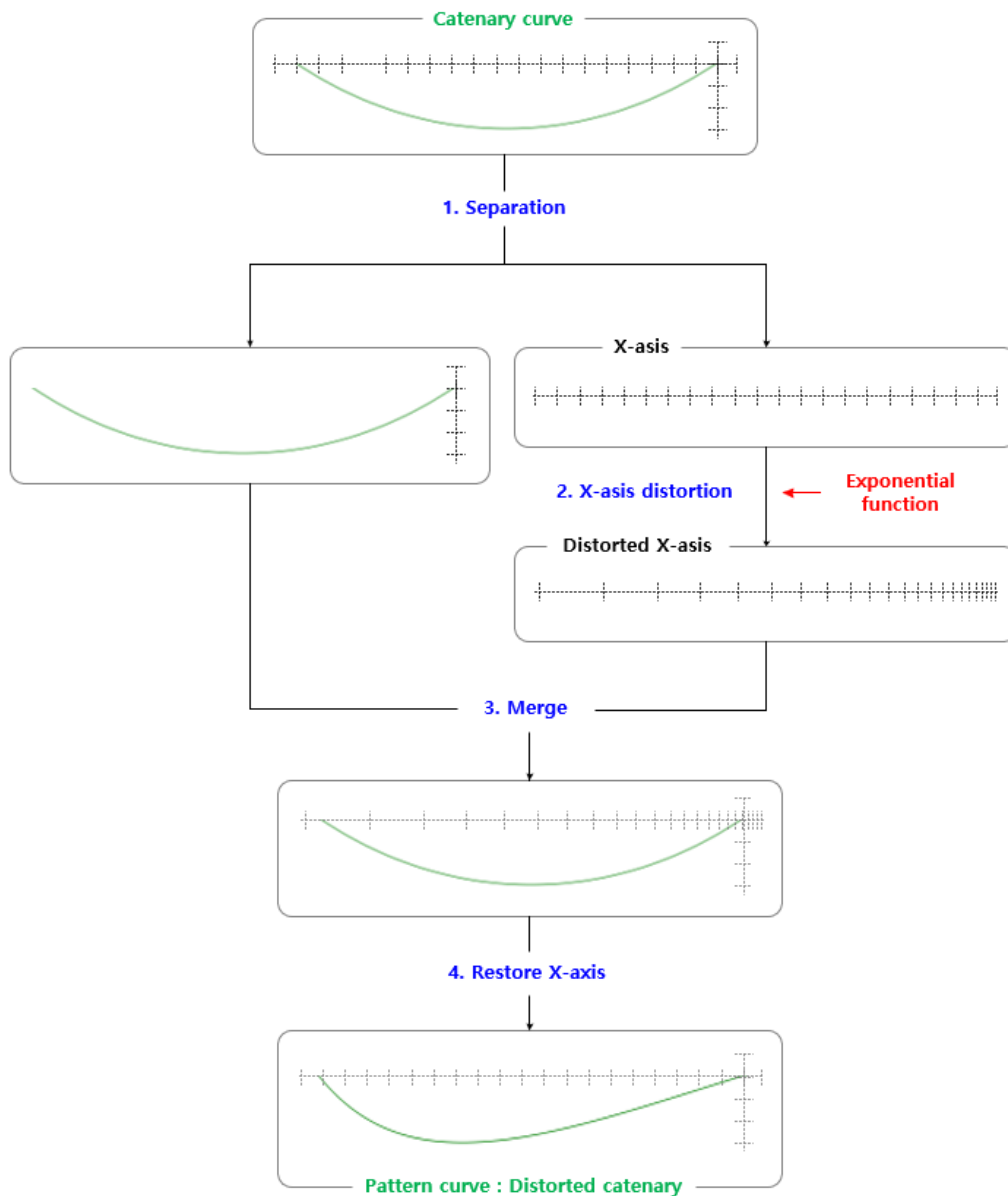 Catenary curve
1. Separation
X-asis
2. X-asis distortion
Exponential
function
Distorted X-asis
3. Merge
4. Restore X-axis
Pattern curve : Distorted catenary